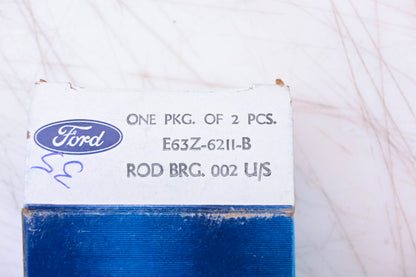 ONE PKG. OF 2 PCS.
Ford
E63Z-6211-B
ROD BRG. 002 U/S